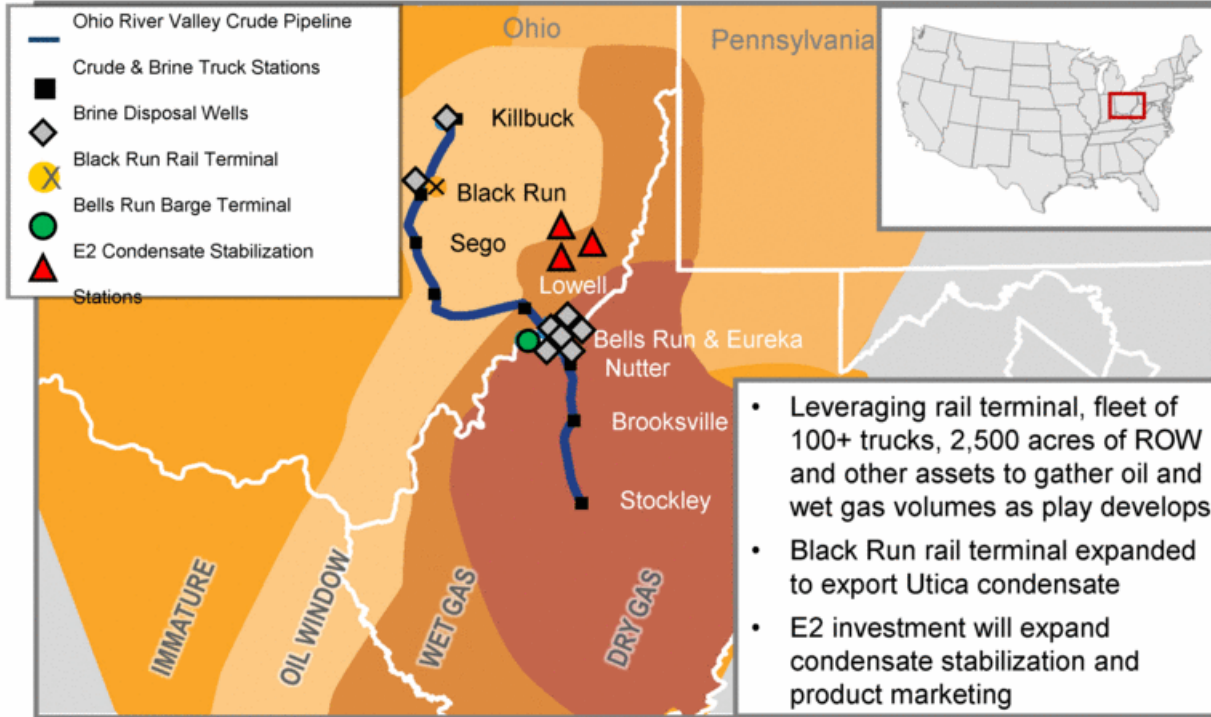 Ohio River Valley Crude Pipeline
Crude & Brine Truck Stations
Brine Disposal Wells
Black Run Rail Terminal
Bells Run Barge Terminal
E2 Condensate Stabilization
Stations
Ohio
Pennsylvania
Killbuck
Black Run
Sego
Lowell
Bells Run & Eureka
Nutter
Brooksville
Stockley
IMMATURE
OIL WINDOW
WET GAS
DRY GAS
• Leveraging rail terminal, fleet of
100+ trucks, 2,500 acres of ROW
and other assets to gather oil and
wet gas volumes as play develops
• Black Run rail terminal expanded
to export Utica condensate
• E2 investment will expand
condensate stabilization and
product marketing